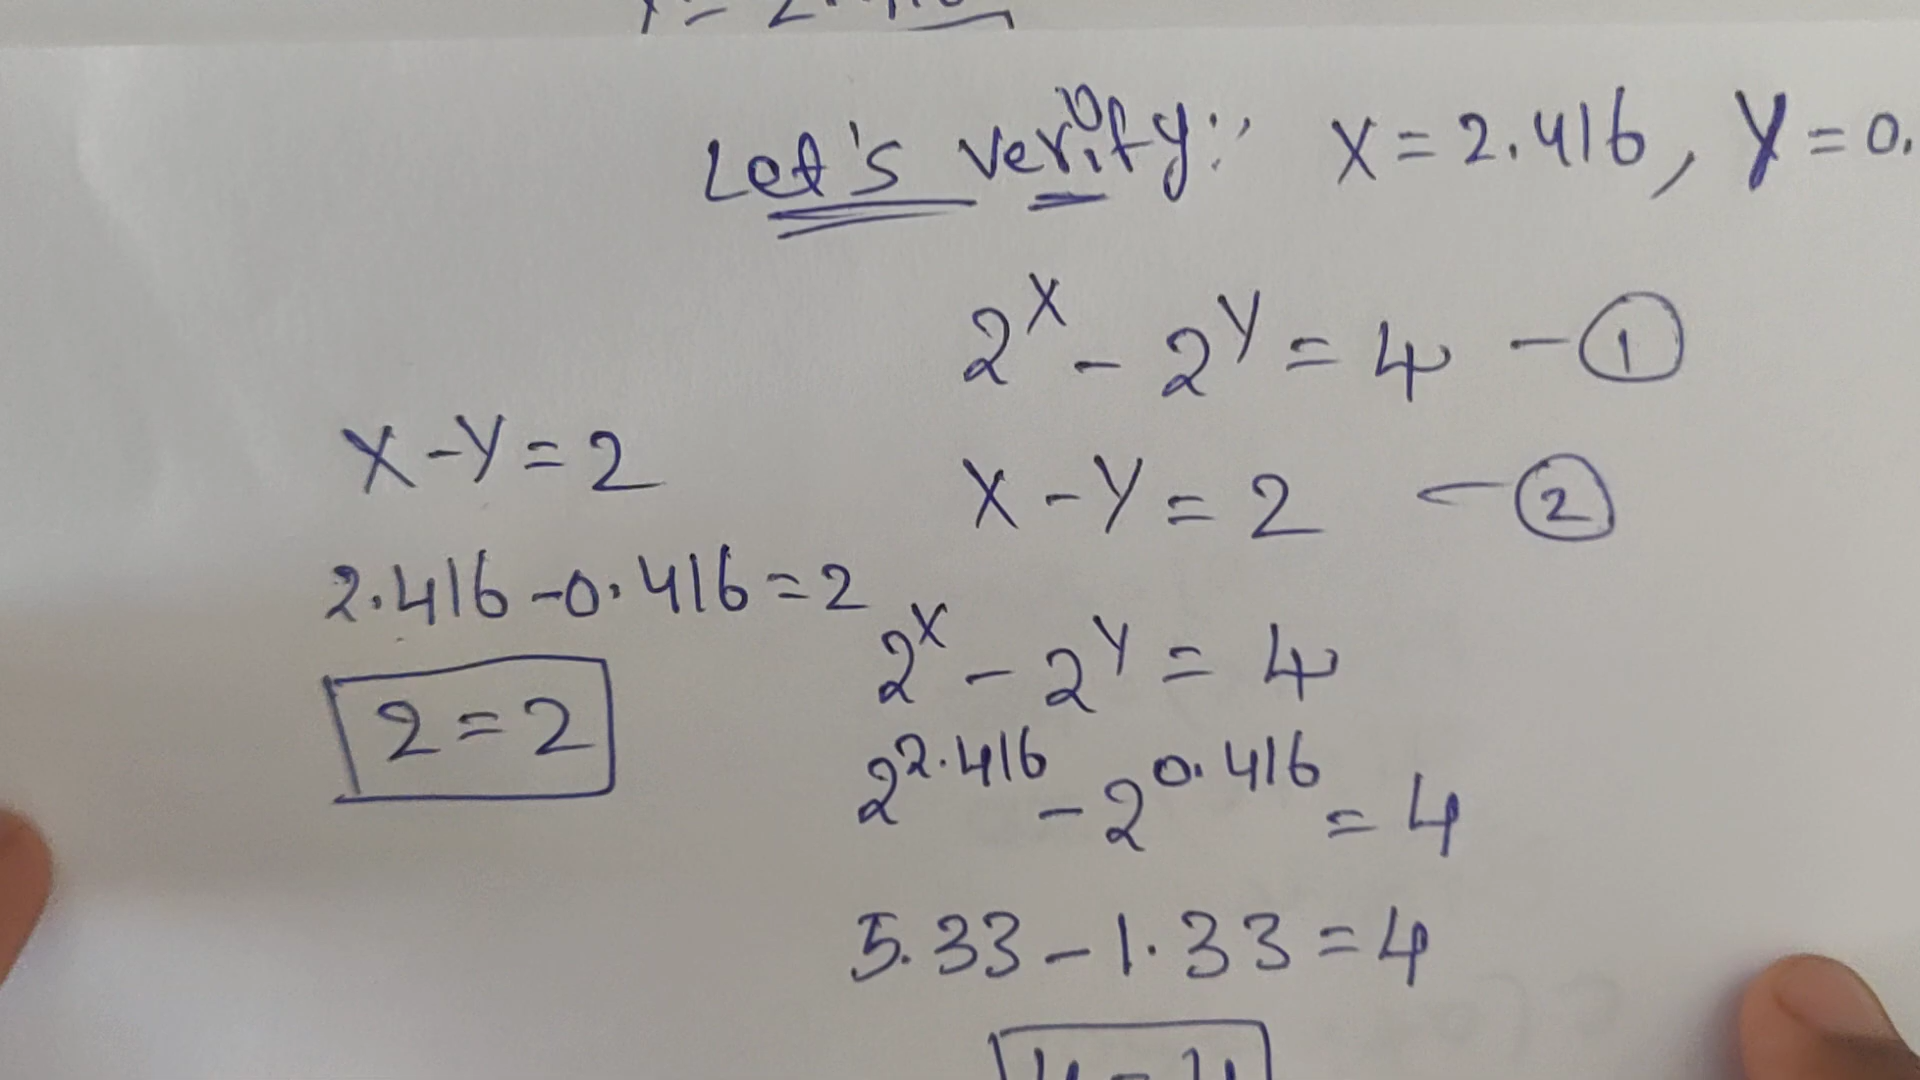 Let's verify:- X=2.416, Y=0.
2^X - 2^Y = 4 - ①
X-Y=2
X-Y=2 - ②
2.416-0.416=2
2=2
2^X - 2^Y = 4
2^2.416 - 2^0.416 = 4
5.33-1.33=4